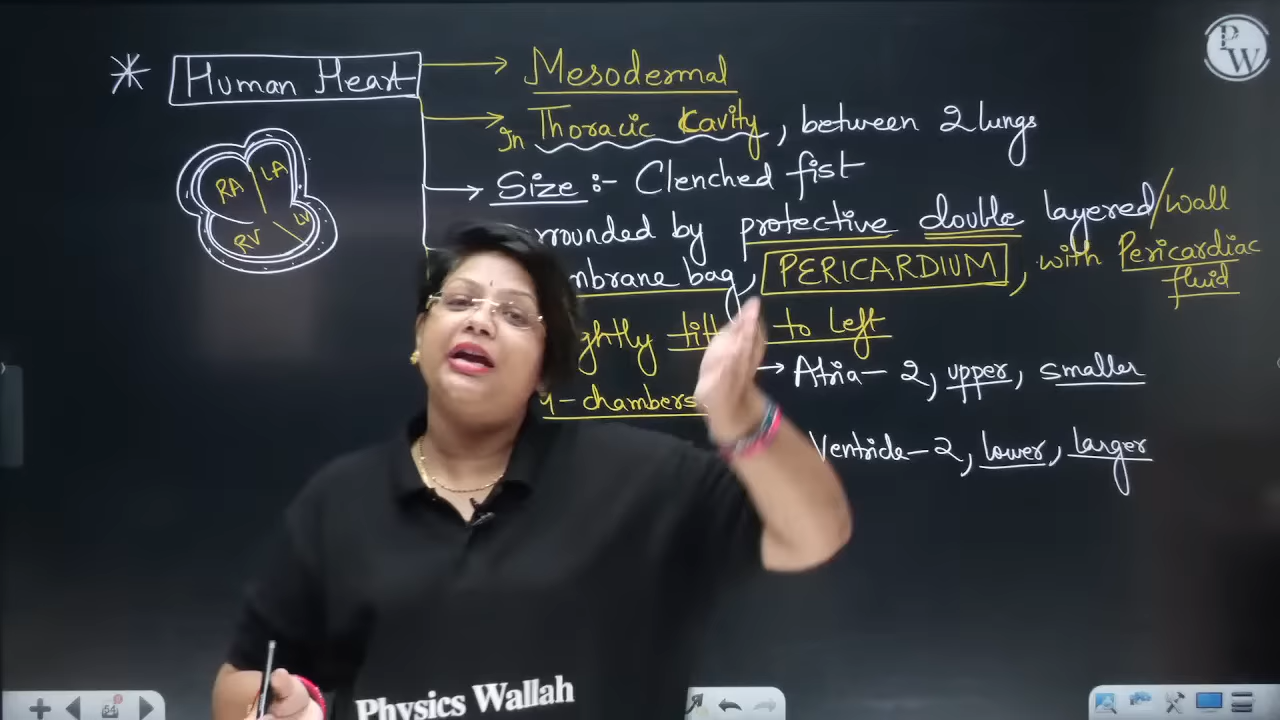 * Human Heart
Mesodermal
In Thoracic Cavity, between 2 lungs
Size :- Clenched fist
rrounded by protective double layered/wall
mbrane bag, PERICARDIUM, with Pericardiac
fluid
ghtly tilt to left
4-chambers
Atria- 2, upper, smaller
Ventricle- 2, lower, larger
RA
LA
RV
LV
PW
Physics Wallah
64